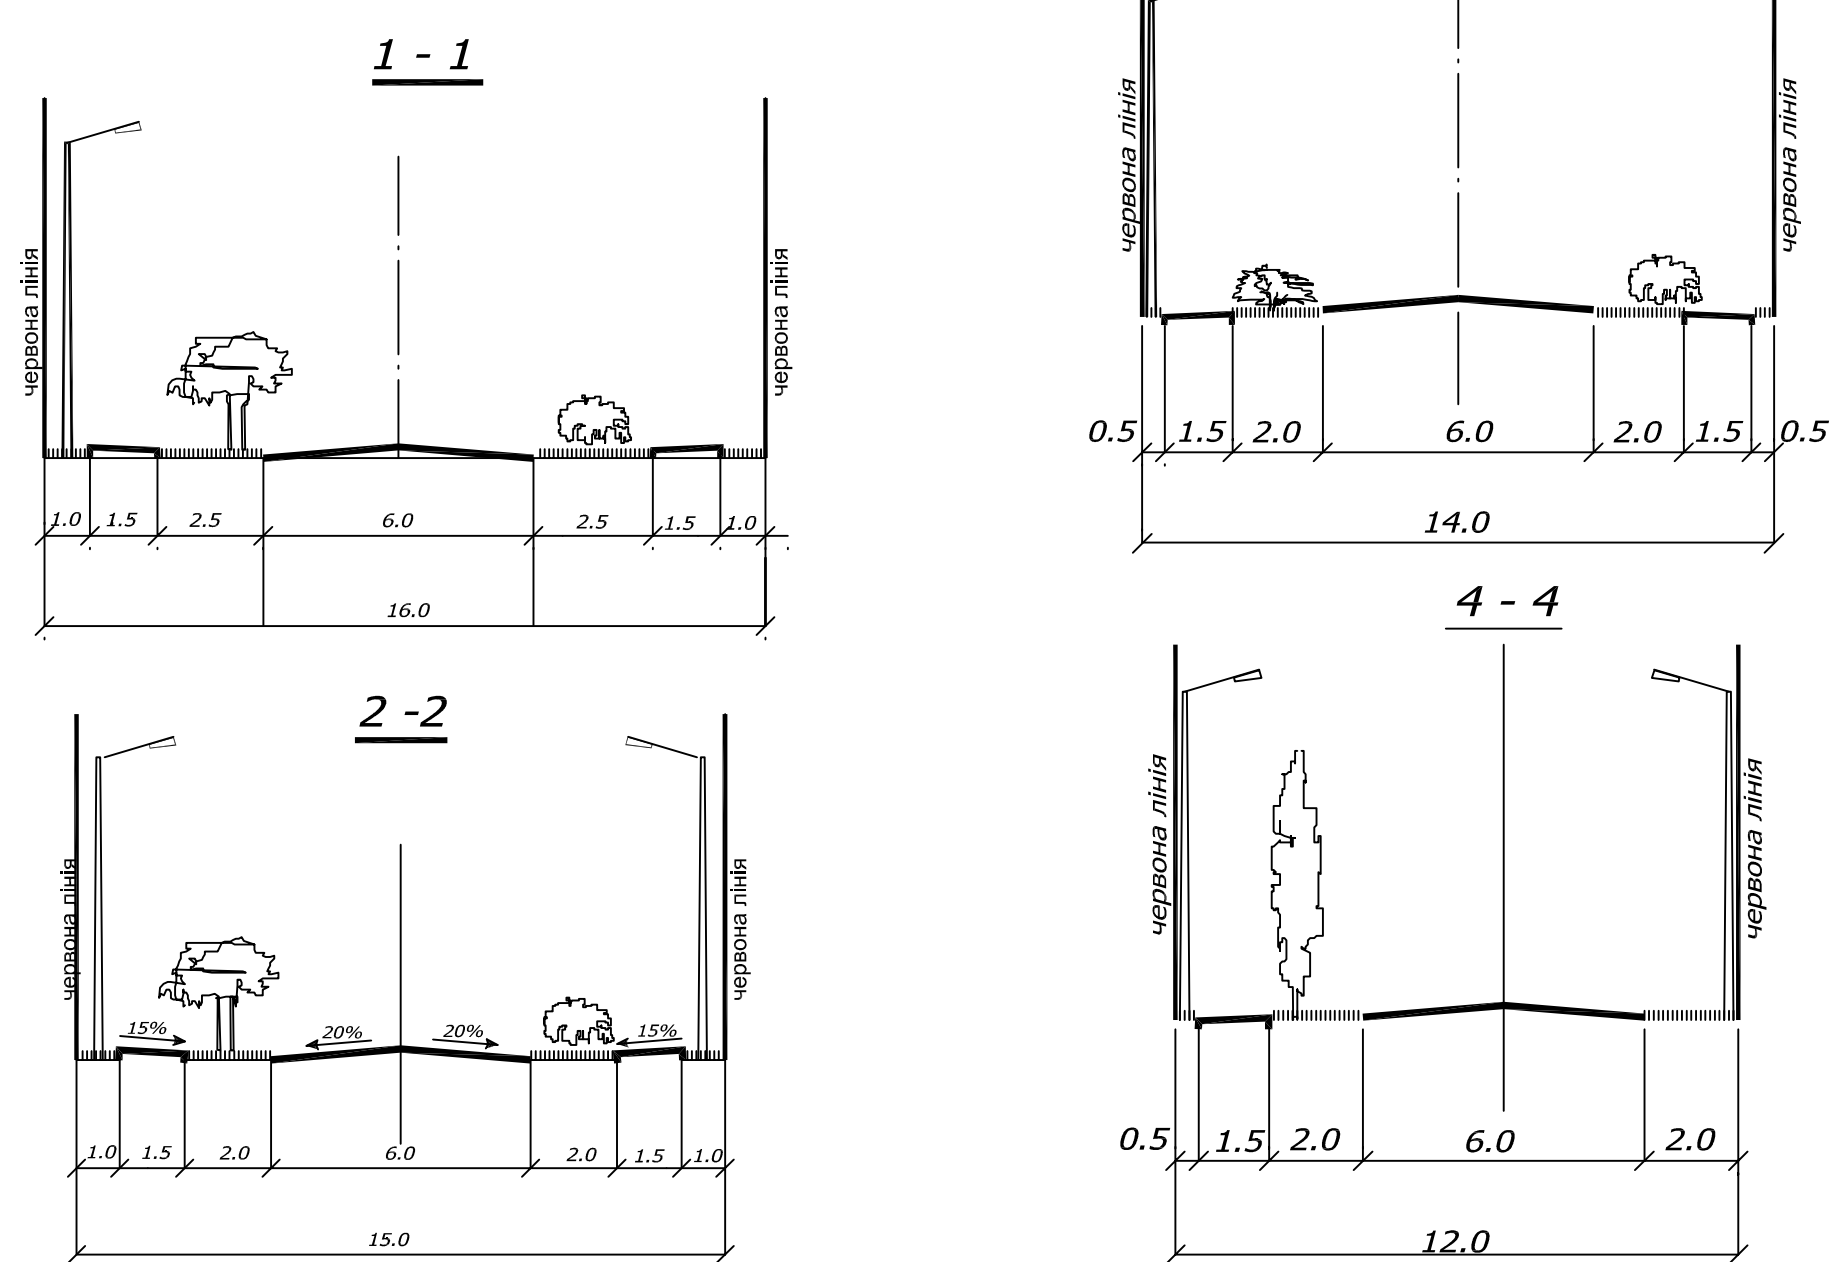 1 - 1
червона лінія
червона лінія
1.0 1.5 2.5 6.0 2.5 1.5 1.0
16.0
2 -2
червона лінія
червона лінія
15% 20% 20% 15%
1.0 1.5 2.0 6.0 2.0 1.5 1.0
15.0
червона лінія
червона лінія
0.5 1.5 2.0 6.0 2.0 1.5 0.5
14.0
4 - 4
червона лінія
червона лінія
0.5 1.5 2.0 6.0 2.0
12.0